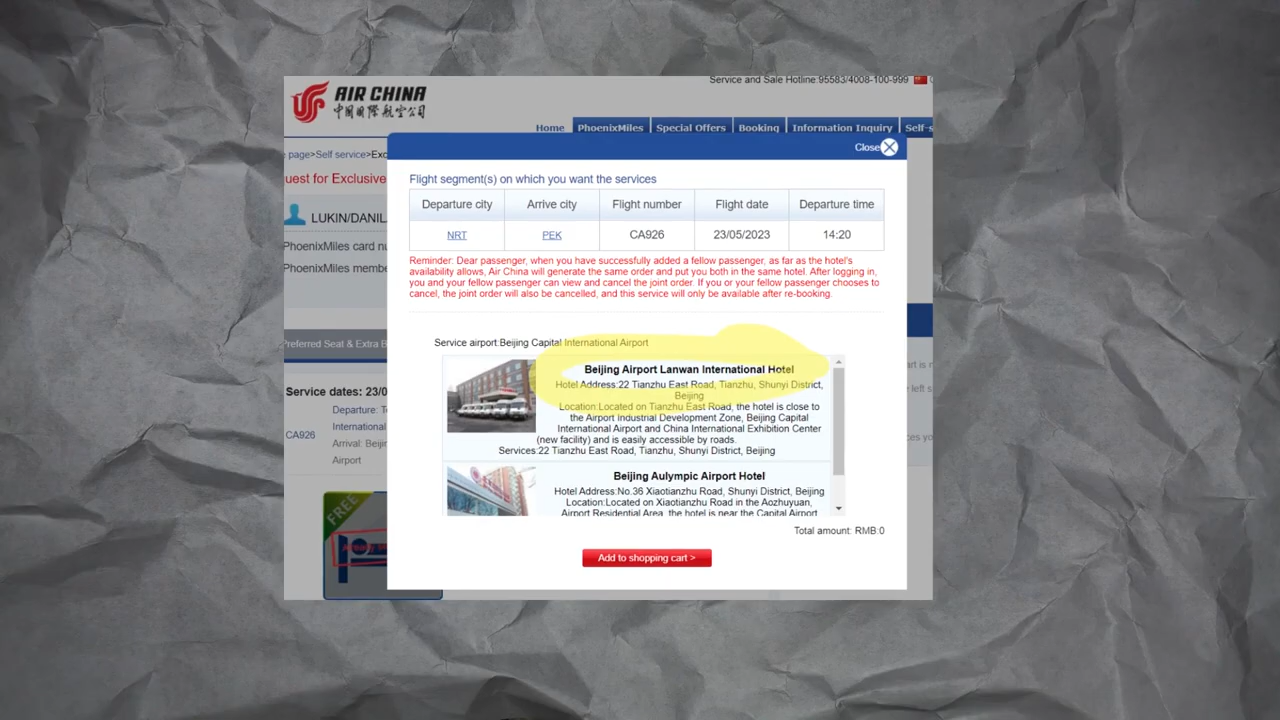 Service and Sale Hotline:95583/4008-100-999
AIR CHINA
中国国際航空公司
Home PhoenixMiles Special Offers Booking Information Inquiry Self-s
Close
e page>Self service>Exc
uest for Exclusive
LUKIN/DANIL
PhoenixMiles card nu
PhoenixMiles membe
Flight segment(s) on which you want the services
Departure city Arrive city Flight number Flight date Departure time
NRT PEK CA926 23/05/2023 14:20
Reminder: Dear passenger, when you have successfully added a fellow passenger, as far as the hotel's
availability allows, Air China will generate the same order and put you both in the same hotel. After logging in,
you and your fellow passenger can view and cancel the joint order. If you or your fellow passenger chooses to
cancel, the joint order will also be cancelled, and this service will only be available after re-booking.
Preferred Seat & Extra B
Service dates: 23/0
Departure: T
International
CA926
Arrival: Beijin
Airport
FREE
Service airport:Beijing Capital International Airport
Beijing Airport Lanwan International Hotel
Hotel Address:22 Tianzhu East Road, Tianzhu, Shunyi District,
Beijing
Location:Located on Tianzhu East Road, the hotel is close to
the Airport Industrial Development Zone, Beijing Capital
International Airport and China International Exhibition Center
(new facility) and is easily accessible by roads.
Services:22 Tianzhu East Road, Tianzhu, Shunyi District, Beijing
Beijing Aulympic Airport Hotel
Hotel Address:No.36 Xiaotianzhu Road, Shunyi District, Beijing
Location:Located on Xiaotianzhu Road in the Aozhuyuan,
Airport Residential Area, the hotel is near the Capital Airport
Total amount: RMB:0
Add to shopping cart >